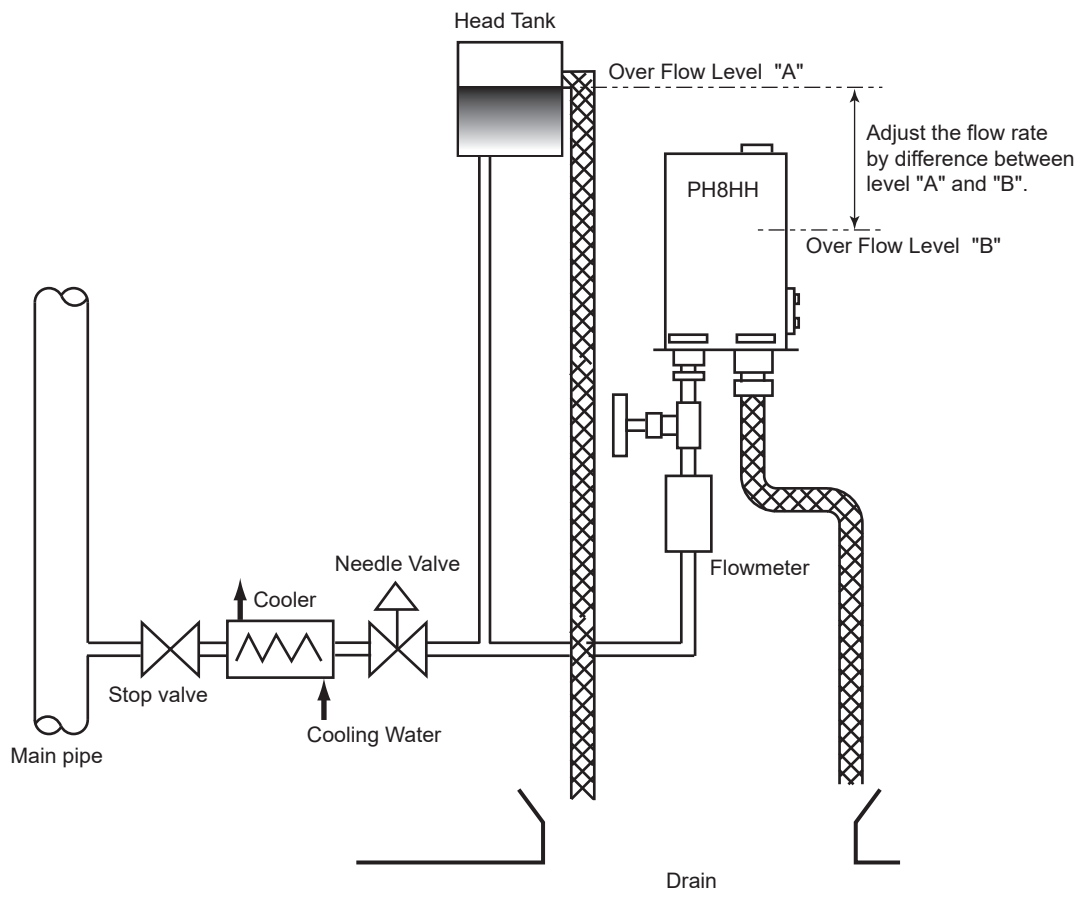 Head Tank
Over Flow Level "A"
Adjust the flow rate
by difference between
level "A" and "B".
PH8HH
Over Flow Level "B"
Needle Valve
Flowmeter
Cooler
Stop valve
Cooling Water
Main pipe
Drain